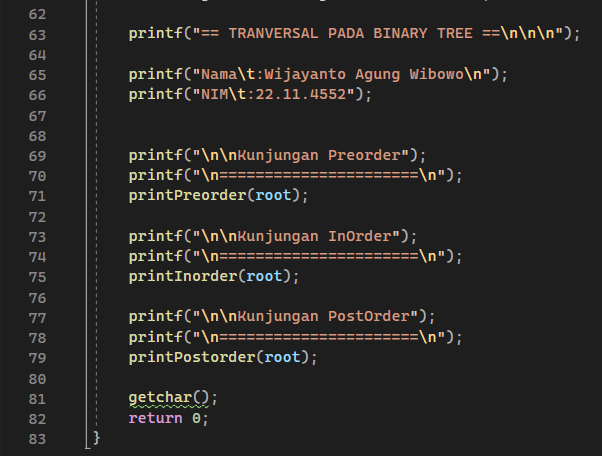 62
63 printf("== TRANVERSAL PADA BINARY TREE ==\n\n\n");
64
65 printf("Nama\t:Wijayanto Agung Wibowo\n");
66 printf("NIM\t:22.11.4552");
67
68
69 printf("\n\nKunjungan Preorder");
70 printf("\n======================\n");
71 printPreorder(root);
72
73 printf("\n\nKunjungan InOrder");
74 printf("\n======================\n");
75 printInorder(root);
76
77 printf("\n\nKunjungan PostOrder");
78 printf("\n======================\n");
79 printPostorder(root);
80
81 getchar();
82 return 0;
83 }